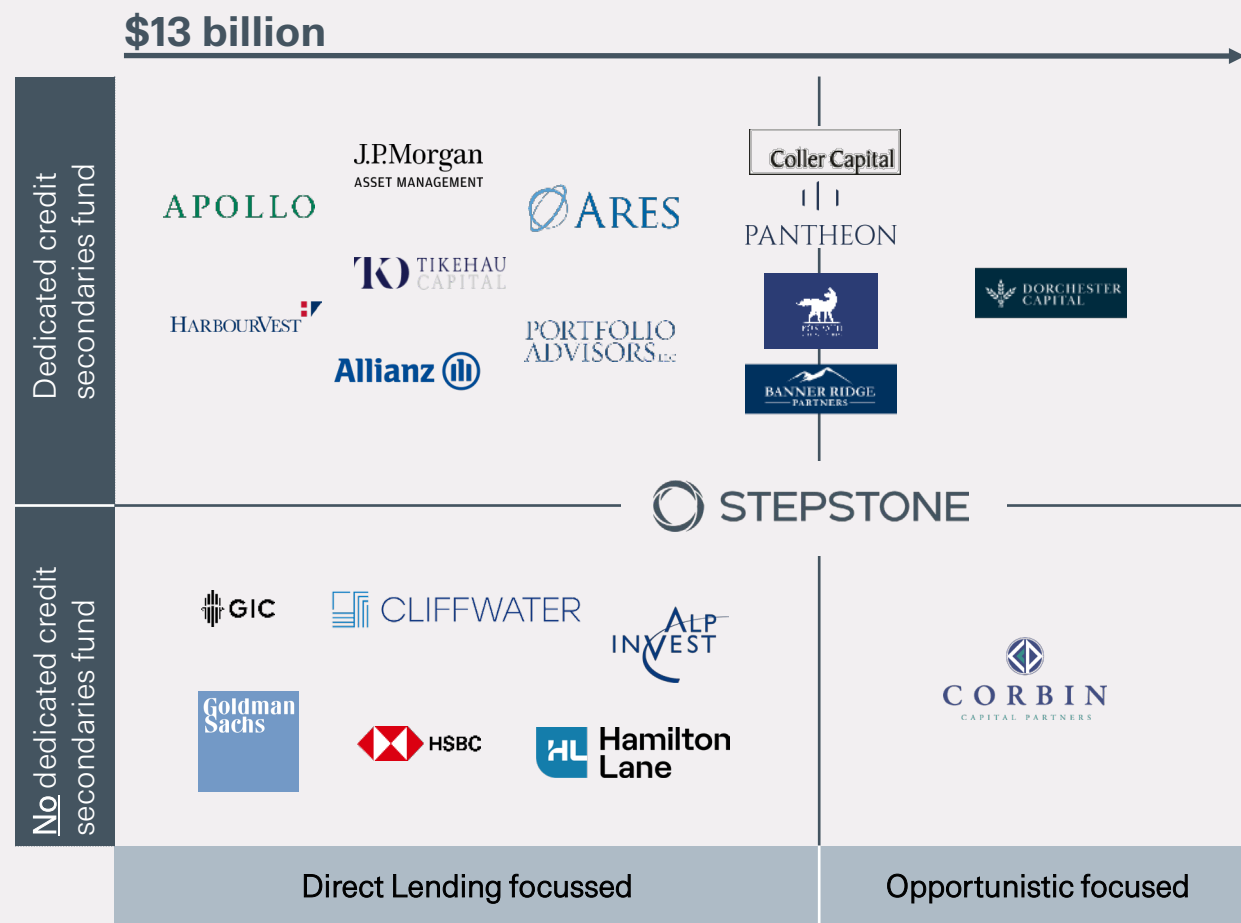 $13 billion
Dedicated credit
secondaries fund
J.P.Morgan
ASSET MANAGEMENT
APOLLO
ARES
Coller Capital
PANTHEON
TIKEHAU
CAPITAL
DORCHESTER
CAPITAL
HARBOURVEST
PORTFOLIO
ADVISORS LLC
Allianz
BANNER RIDGE
PARTNERS
STEPSTONE
No dedicated credit
secondaries fund
GIC
CLIFFWATER
ALP
INVEST
CORBIN
CAPITAL PARTNERS
Goldman
Sachs
HSBC
HL
Hamilton
Lane
Direct Lending focussed
Opportunistic focused